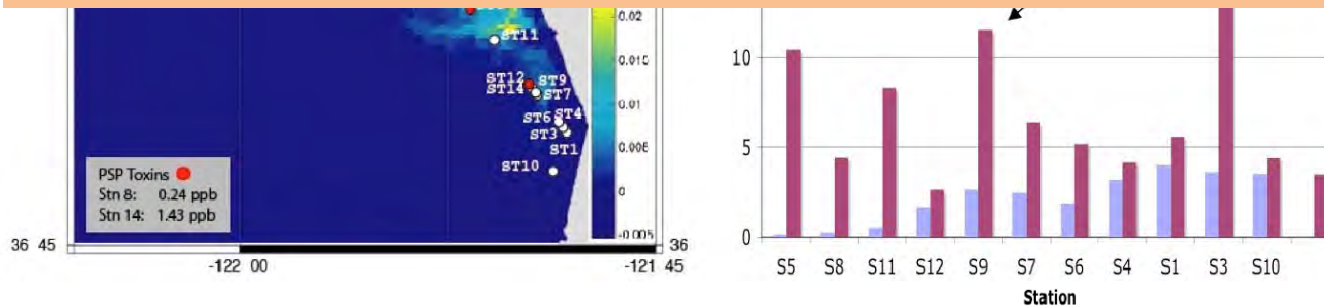 0.02
ST11
0.015
ST12 ST9
ST14 ST7
0.01
ST6 ST4
ST3
ST1
0.005
ST10
PSP Toxins
Stn 8: 0.24 ppb
Stn 14: 1.43 ppb
0
-0.005
36 45
36
-122 00
-121 45
10
5
0
S5 S8 S11 S12 S9 S7 S6 S4 S1 S3 S10
Station